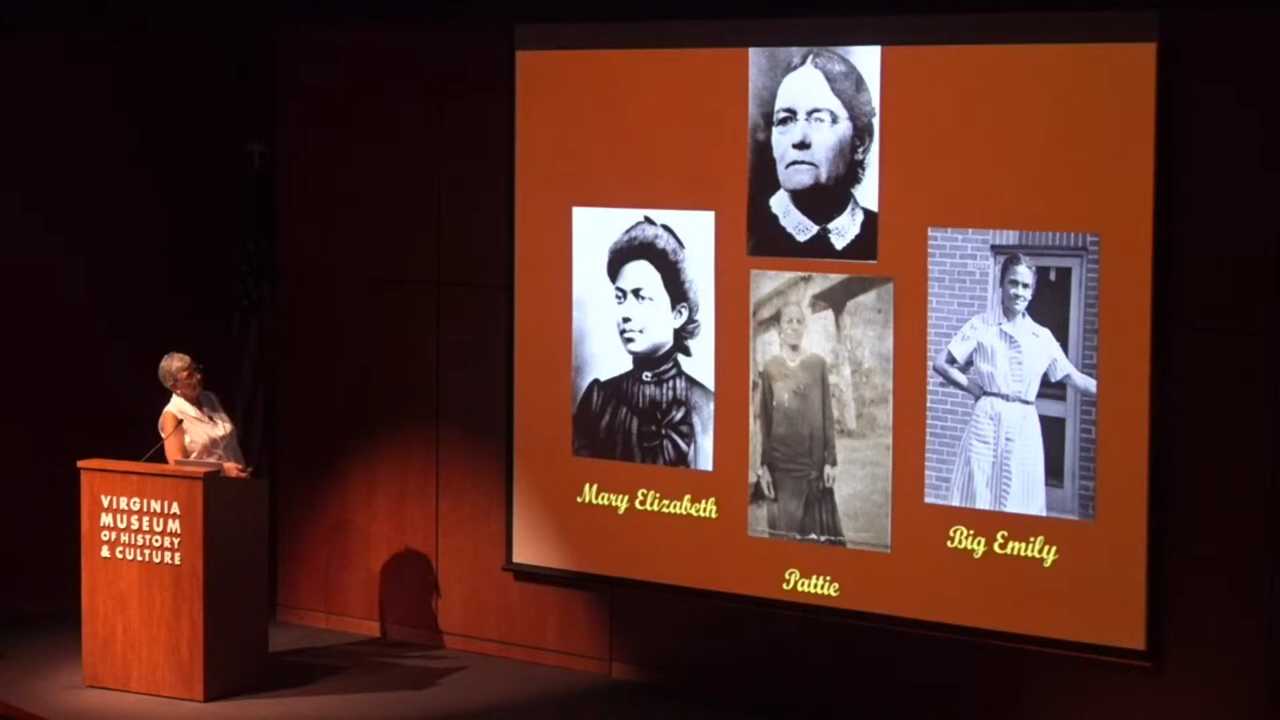 VIRGINIA
MUSEUM
OF HISTORY
& CULTURE
Mary Elizabeth
Pattie
Big Emily